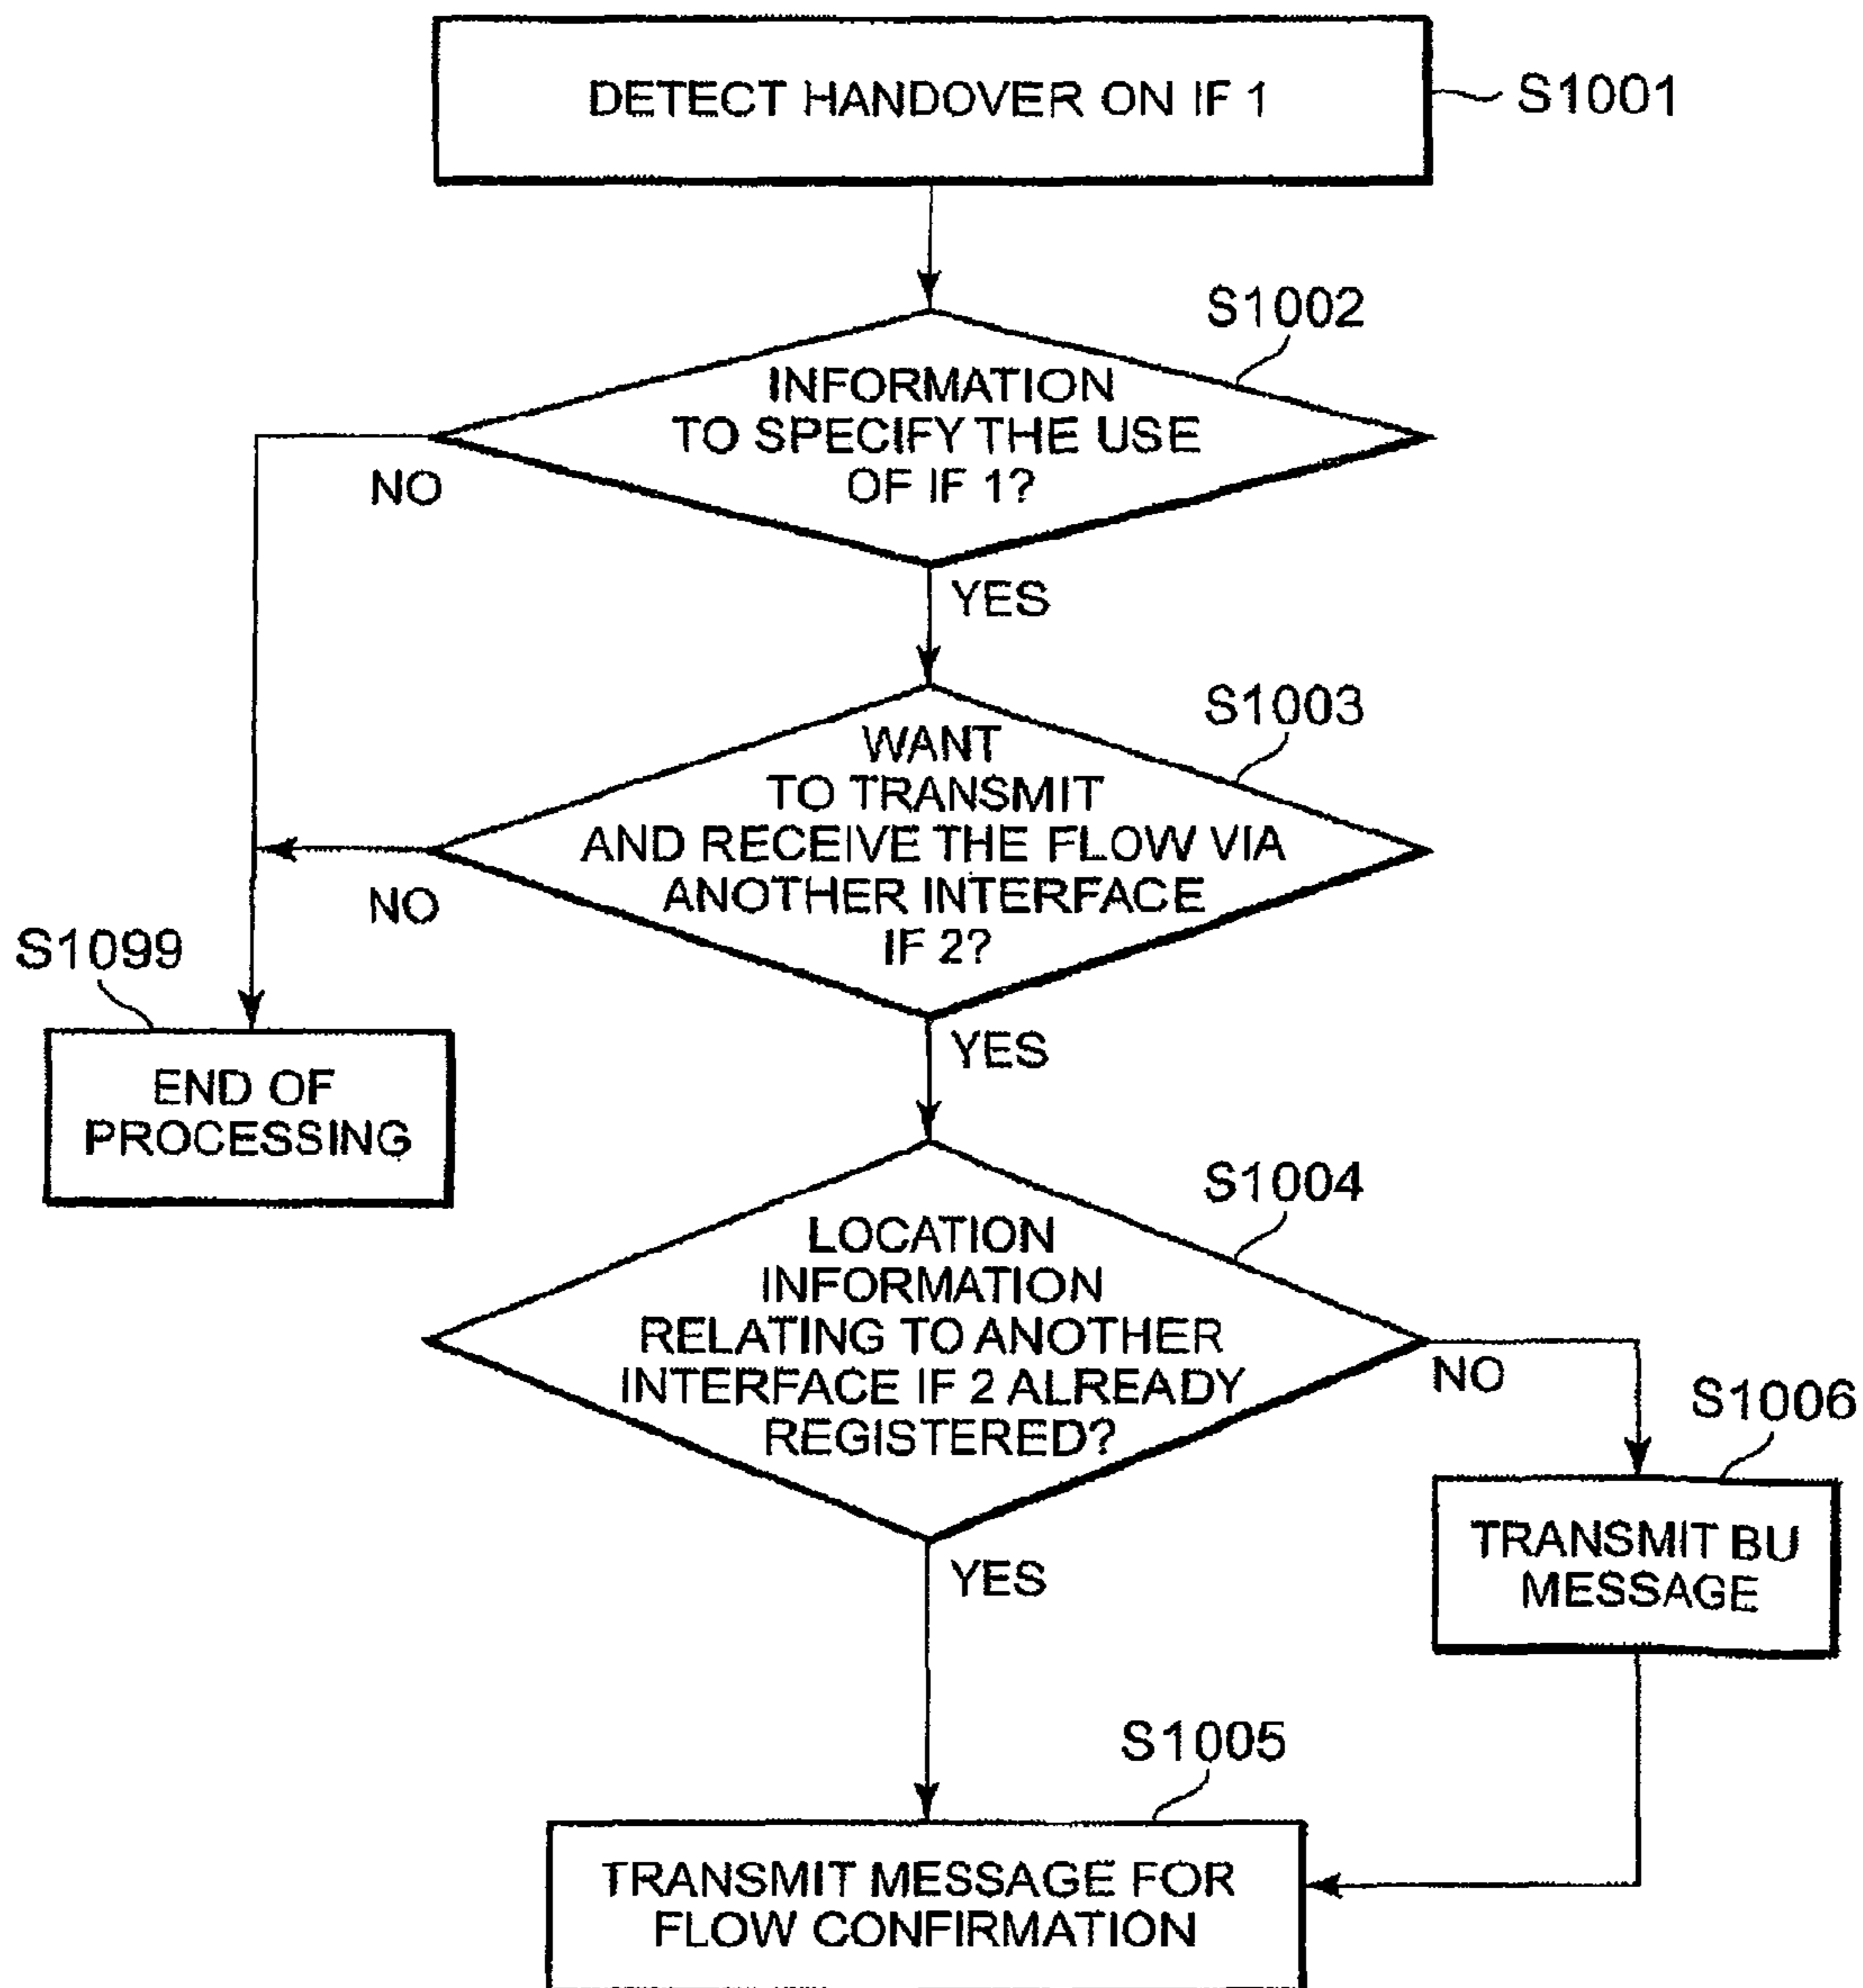 DETECT HANDOVER ON IF 1
S1001
S1002
INFORMATION
TO SPECIFY THE USE
OF IF 1?
NO
YES
S1003
WANT
TO TRANSMIT
AND RECEIVE THE FLOW VIA
ANOTHER INTERFACE
IF 2?
NO
S1099
YES
END OF
PROCESSING
S1004
LOCATION
INFORMATION
RELATING TO ANOTHER
INTERFACE IF 2 ALREADY
REGISTERED?
NO
S1006
TRANSMIT BU
MESSAGE
YES
S1005
TRANSMIT MESSAGE FOR
FLOW CONFIRMATION